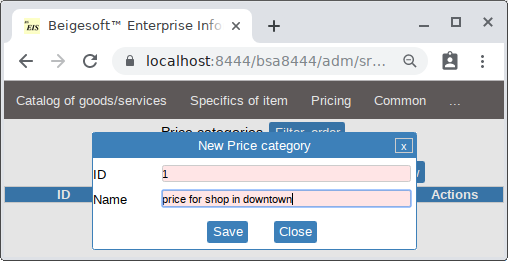 EIS
Beigesoft™ Enterprise Info
localhost:8444/bsa8444/adm/sr...
Catalog of goods/services Specifics of item Pricing Common ...
Price categories Filter, order
New Price category x
ID 1
Name price for shop in downtown
ID Actions
Save Close